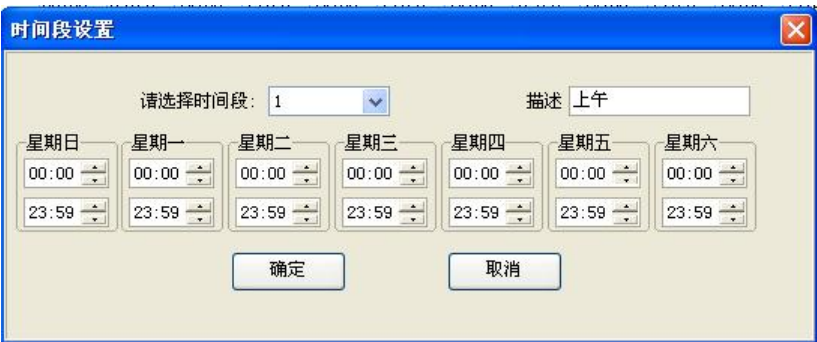 时间段设置
请选择时间段: 1 描述 上午
星期日 星期一 星期二 星期三 星期四 星期五 星期六
00:00 00:00 00:00 00:00 00:00 00:00 00:00
23:59 23:59 23:59 23:59 23:59 23:59 23:59
确定 取消